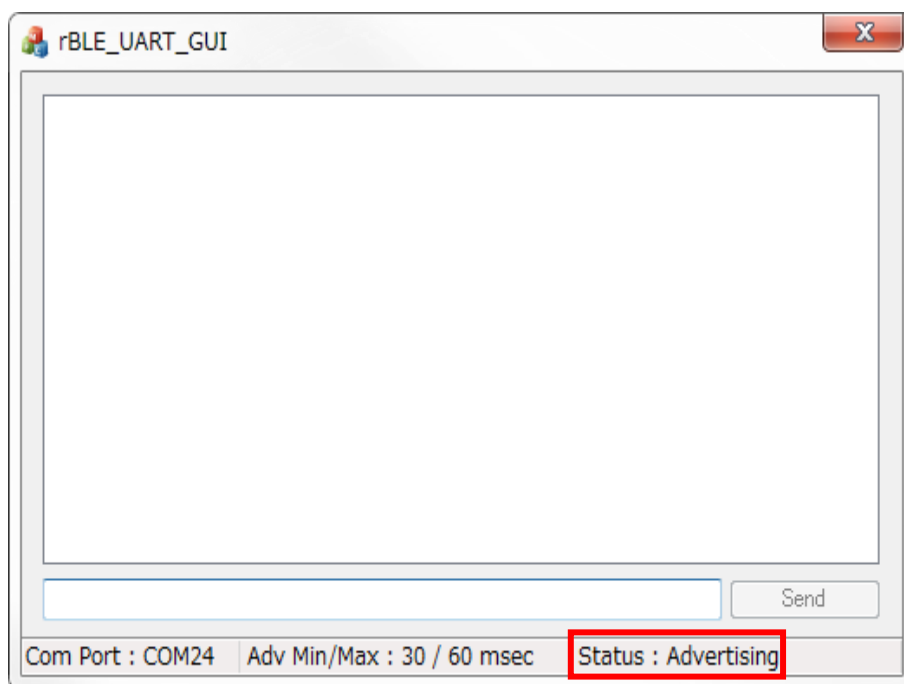 rBLE_UART_GUI
Send
Com Port : COM24 Adv Min/Max : 30 / 60 msec Status : Advertising